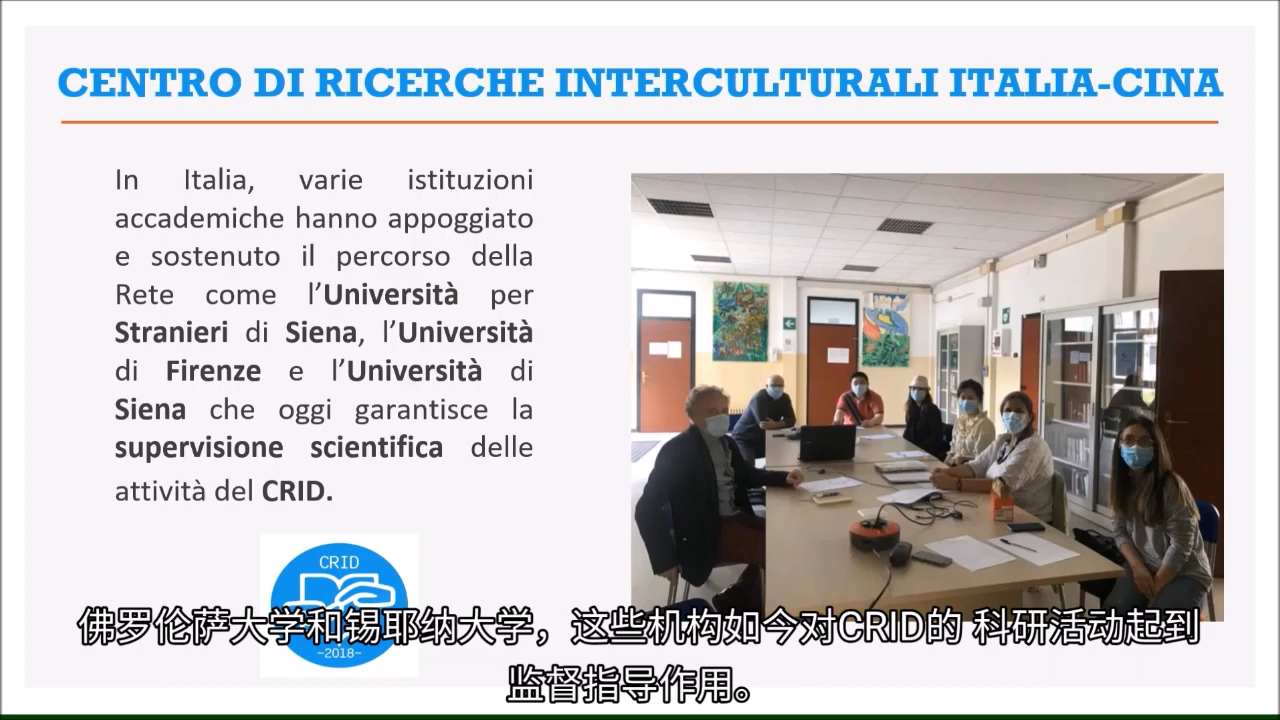 CENTRO DI RICERCHE INTERCULTURALI ITALIA-CINA
In Italia, varie istituzioni
accademiche hanno appoggiato
e sostenuto il percorso della
Rete come l’Università per
Stranieri di Siena, l’Università
di Firenze e l’Università di
Siena che oggi garantisce la
supervisione scientifica delle
attività del CRID.
CRID
-2018-
佛罗伦萨大学和锡耶纳大学，这些机构如今对CRID的 科研活动起到
监督指导作用。